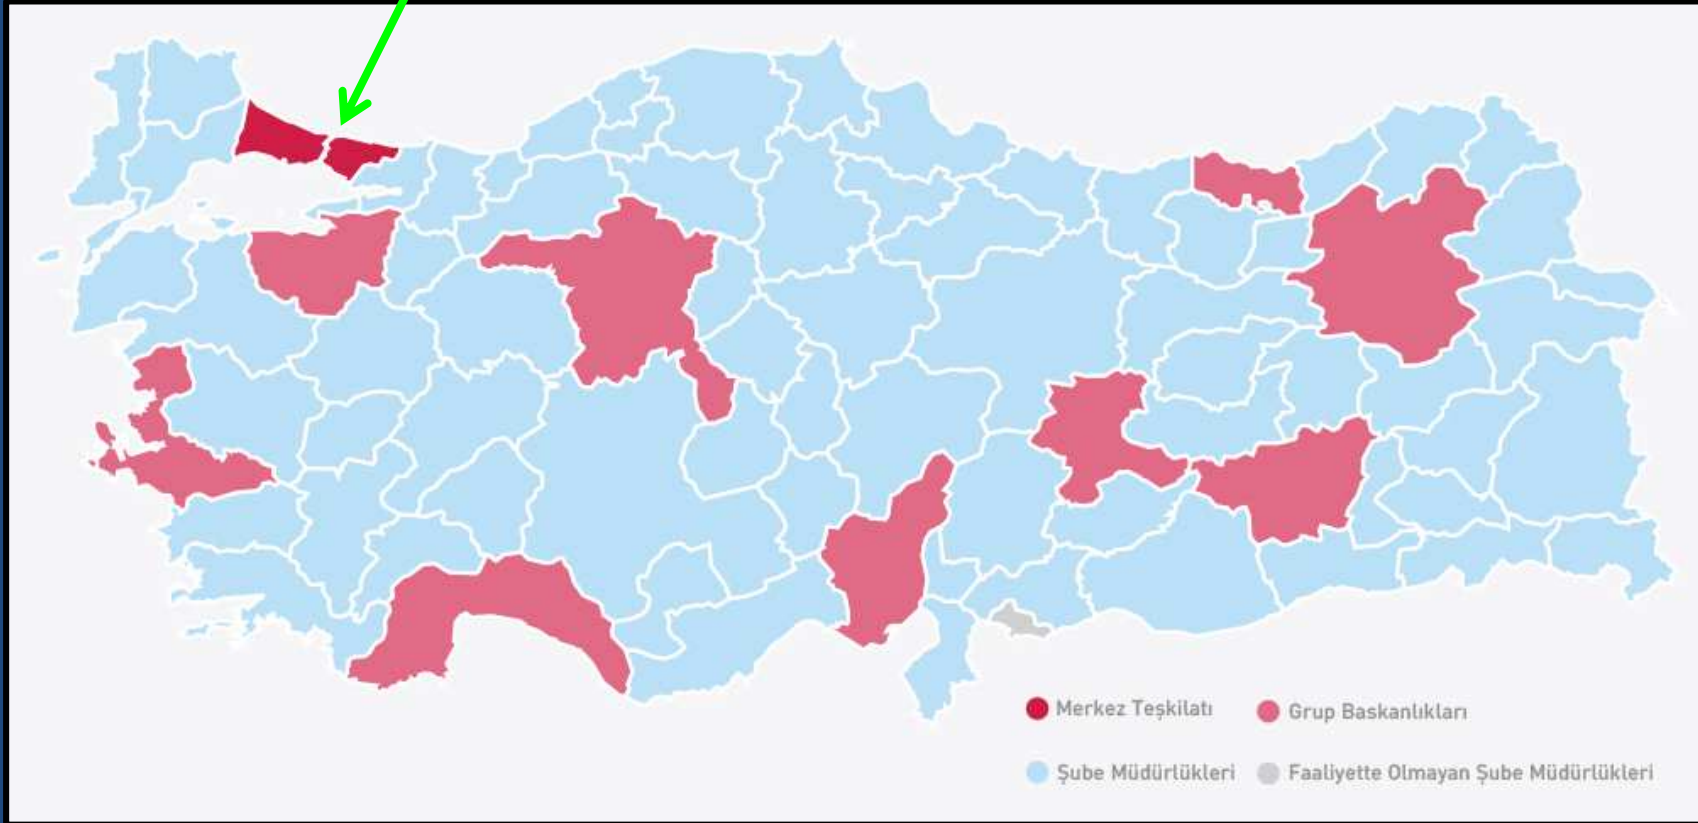 Merkez Teşkilatı
Grup Baskanlıkları
Şube Müdürlükleri
Faaliyette Olmayan Şube Müdürlükleri